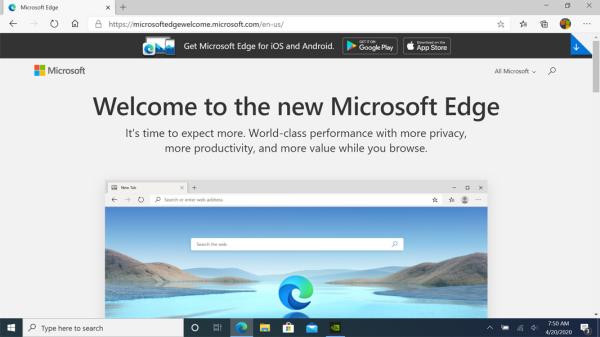 Microsoft Edge
https://microsoftedgewelcome.microsoft.com/en-us/
Get Microsoft Edge for iOS and Android.
GET IT ON
Google Play
Download on the
App Store
Microsoft
All Microsoft
Welcome to the new Microsoft Edge
It's time to expect more. World-class performance with more privacy,
more productivity, and more value while you browse.
New Tab
Search or enter web address
Search the web
Type here to search
7:50 AM
4/20/2020